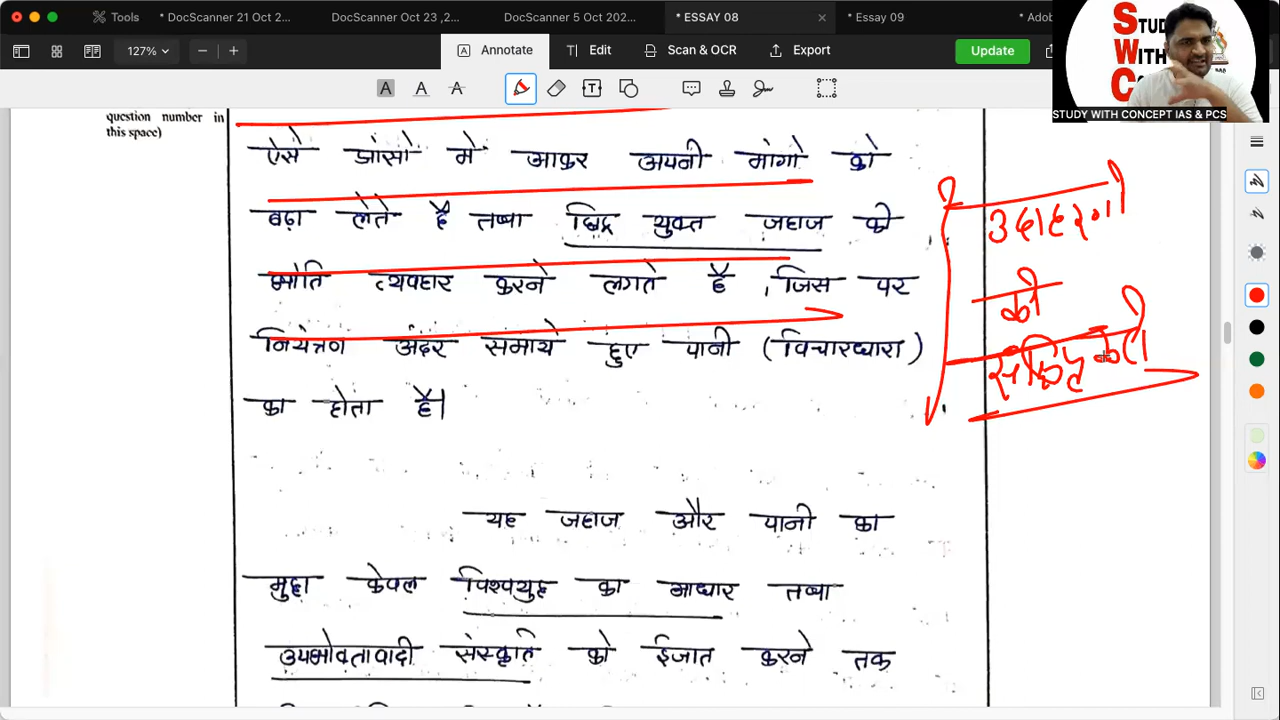 * DocScanner 21 Oct 2... DocScanner Oct 23 ,2... DocScanner 5 Oct 202... * ESSAY 08 * Essay 09 * Adob
127% Annotate Edit Scan & OCR Export Update
STUDY WITH CONCEPT IAS & PCS
question number in
this space)
ऐसे झांसो में आकर अपनी मांगो को
बढ़ा लेते है तथा छिद्र युक्त जहाज की
भांति व्यवहार करने लगते है, जिस पर
नियंत्रण अंदर समाये हुए पानी (विचारधारा)
का होता है।
यह जहाज और पानी का
मुद्दा केवल विश्वयुद्ध का आधार तथा
उपभोक्तावादी संस्कृति को ईजात करने तक
उदाहरणो
की